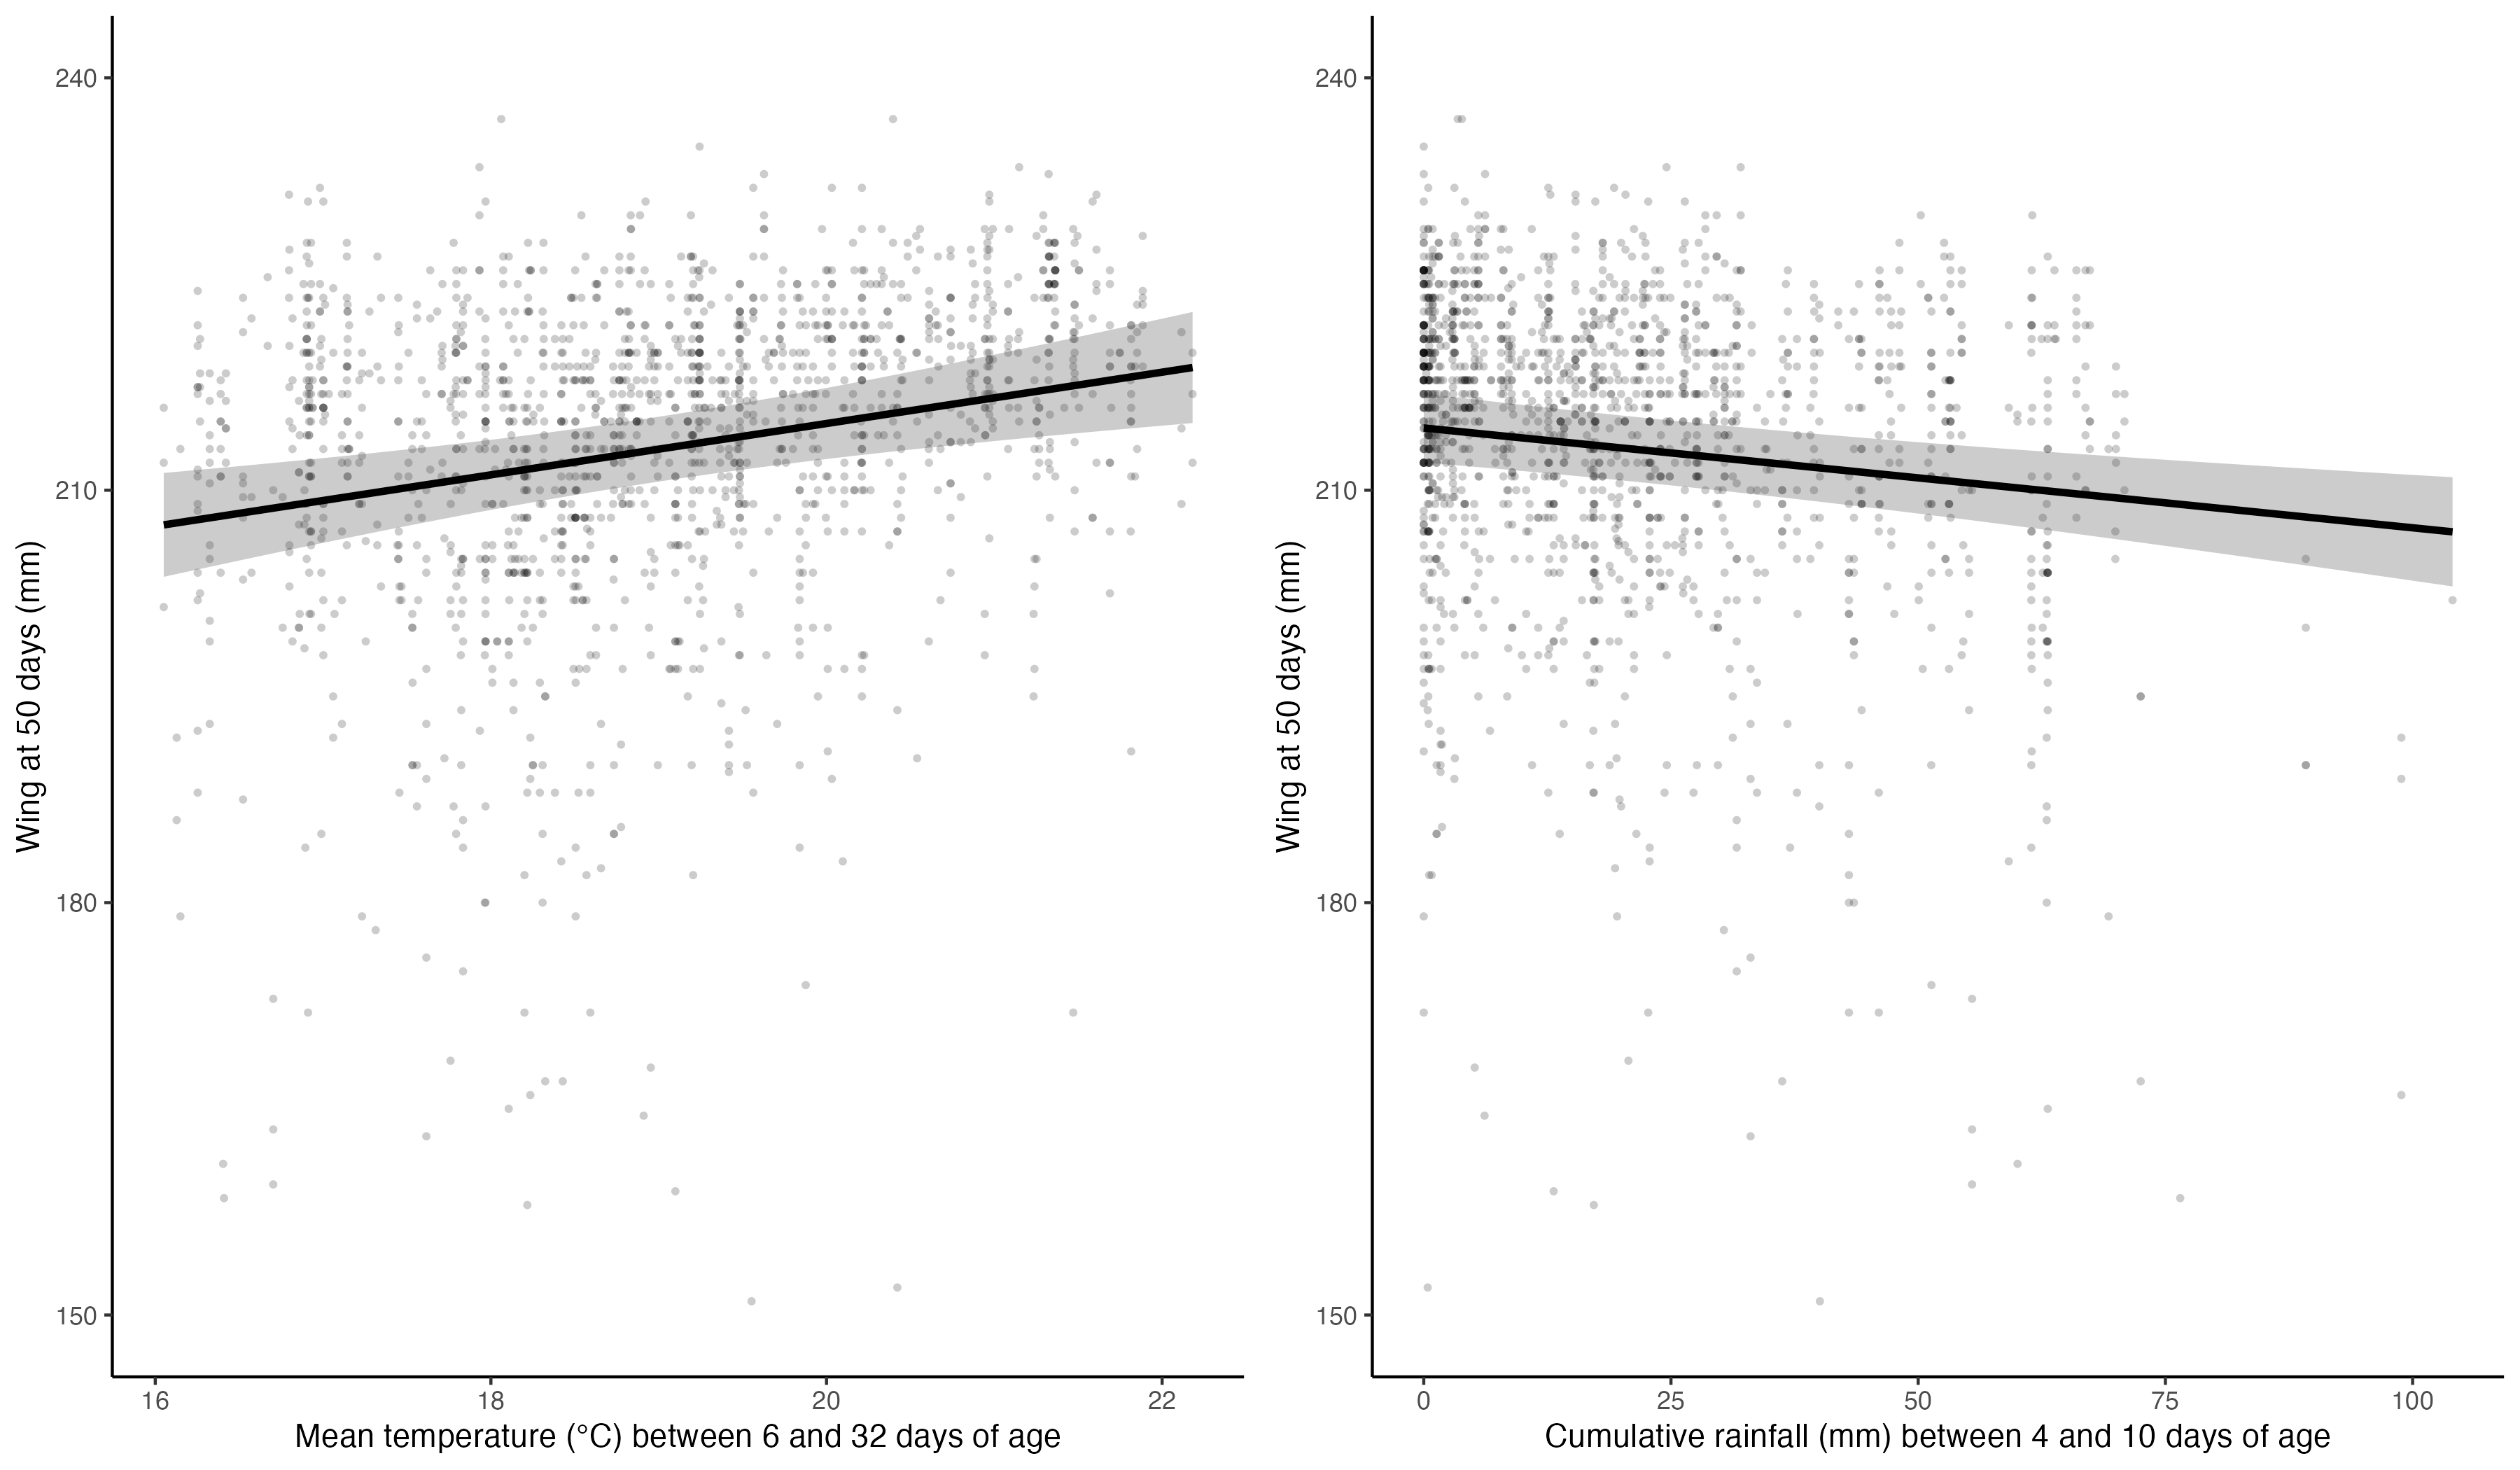 240
210
180
150
Wing at 50 days (mm)
16 18 20 22
Mean temperature (°C) between 6 and 32 days of age
240
210
180
150
Wing at 50 days (mm)
0 25 50 75 100
Cumulative rainfall (mm) between 4 and 10 days of age